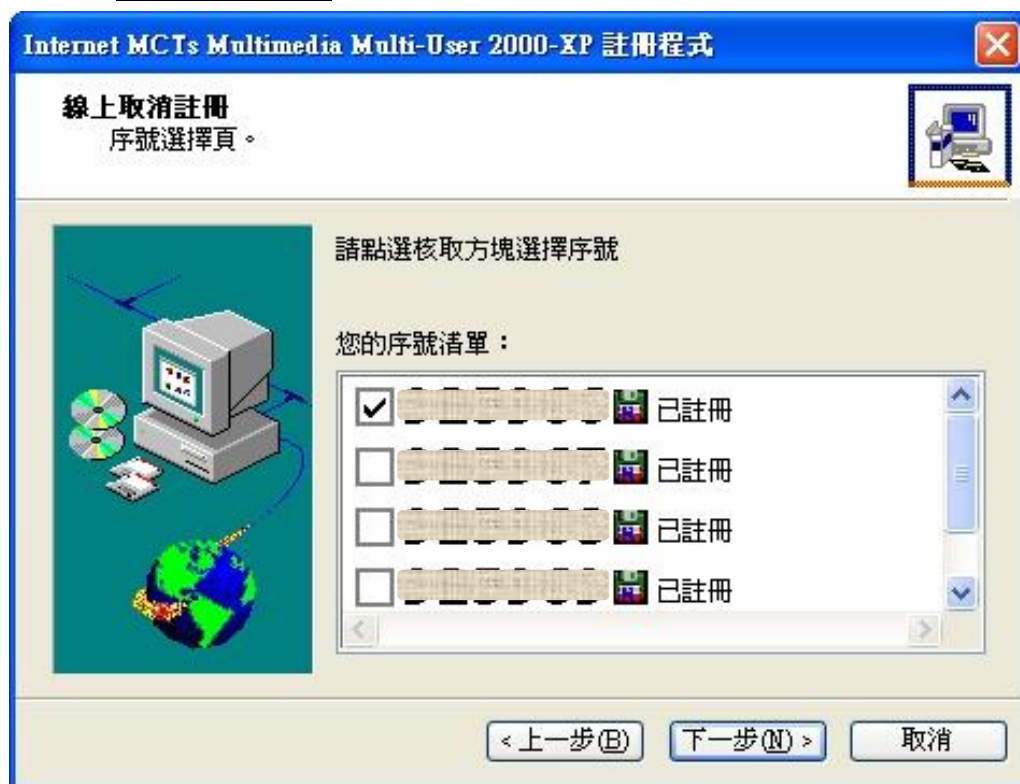 Internet MCTs Multimedia Multi-User 2000-XP 註冊程式
線上取消註冊
序號選擇頁。
請點選核取方塊選擇序號
您的序號清單：
已註冊
已註冊
已註冊
已註冊
<上一步(B) 下一步(N)> 取消